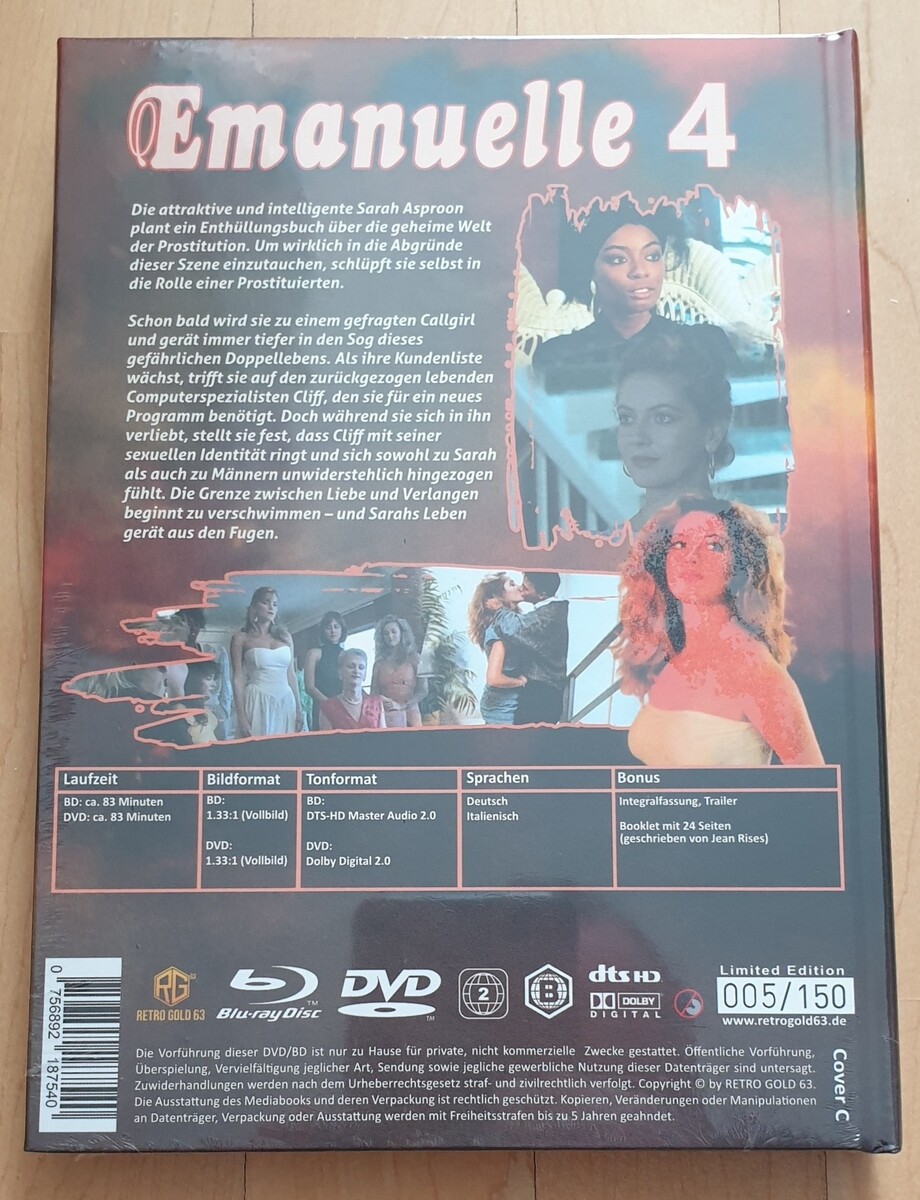 Emanuelle 4
Die attraktive und intelligente Sarah Asproon
plant ein Enthüllungsbuch über die geheime Welt
der Prostitution. Um wirklich in die Abgründe
dieser Szene einzutauchen, schlüpft sie selbst in
die Rolle einer Prostituierten.
Schon bald wird sie zu einem gefragten Callgirl
und gerät immer tiefer in den Sog dieses
gefährlichen Doppellebens. Als ihre Kundenliste
wächst, trifft sie auf den zurückgezogen lebenden
Computerspezialisten Cliff, den sie für ein neues
Programm benötigt. Doch während sie sich in ihn
verliebt, stellt sie fest, dass Cliff mit seiner
sexuellen Identität ringt und sich sowohl zu Sarah
als auch zu Männern unwiderstehlich hingezogen
fühlt. Die Grenze zwischen Liebe und Verlangen
beginnt zu verschwimmen – und Sarahs Leben
gerät aus den Fugen.
Laufzeit
BD: ca. 83 Minuten
DVD: ca. 83 Minuten
Bildformat
BD:
1.33:1 (Vollbild)
DVD:
1.33:1 (Vollbild)
Tonformat
BD:
DTS-HD Master Audio 2.0
DVD:
Dolby Digital 2.0
Sprachen
Deutsch
Italienisch
Bonus
Integralfassung, Trailer
Booklet mit 24 Seiten
(geschrieben von Jean Rises)
0 756892 187540
RG 63
RETRO GOLD 63
Blu-ray Disc™
DVD™
2
B
dts HD
DOLBY
DIGITAL
Limited Edition
005/150
www.retrogold63.de
Die Vorführung dieser DVD/BD ist nur zu Hause für private, nicht kommerzielle Zwecke gestattet. Öffentliche Vorführung,
Überspielung, Vervielfältigung jeglicher Art, Sendung sowie jegliche gewerbliche Nutzung dieser Datenträger sind untersagt.
Zuwiderhandlungen werden nach dem Urheberrechtsgesetz straf- und zivilrechtlich verfolgt. Copyright © by RETRO GOLD 63.
Die Ausstattung des Mediabooks und deren Verpackung ist rechtlich geschützt. Kopieren, Veränderungen oder Manipulationen
an Datenträger, Verpackung oder Ausstattung werden mit Freiheitsstrafen bis zu 5 Jahren geahndet.
Cover C